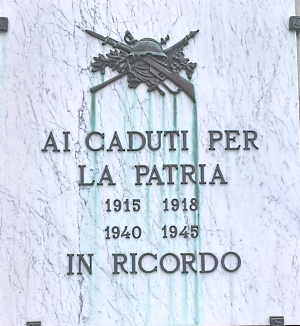 AI CADUTI PER
LA PATRIA
1915 1918
1940 1945
IN RICORDO